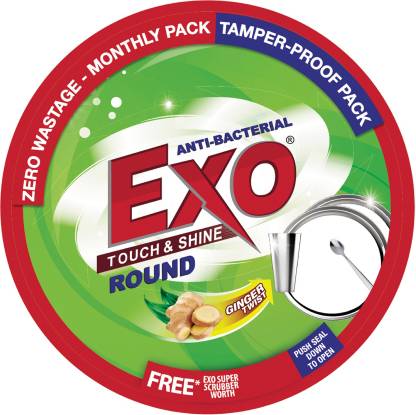 ZERO WASTAGE - MONTHLY PACK
TAMPER-PROOF PACK
ANTI-BACTERIAL
EXO®
TOUCH & SHINE
ROUND
GINGER
TWIST
PUSH SEAL
DOWN
TO OPEN
FREE* EXO SUPER
SCRUBBER
WORTH